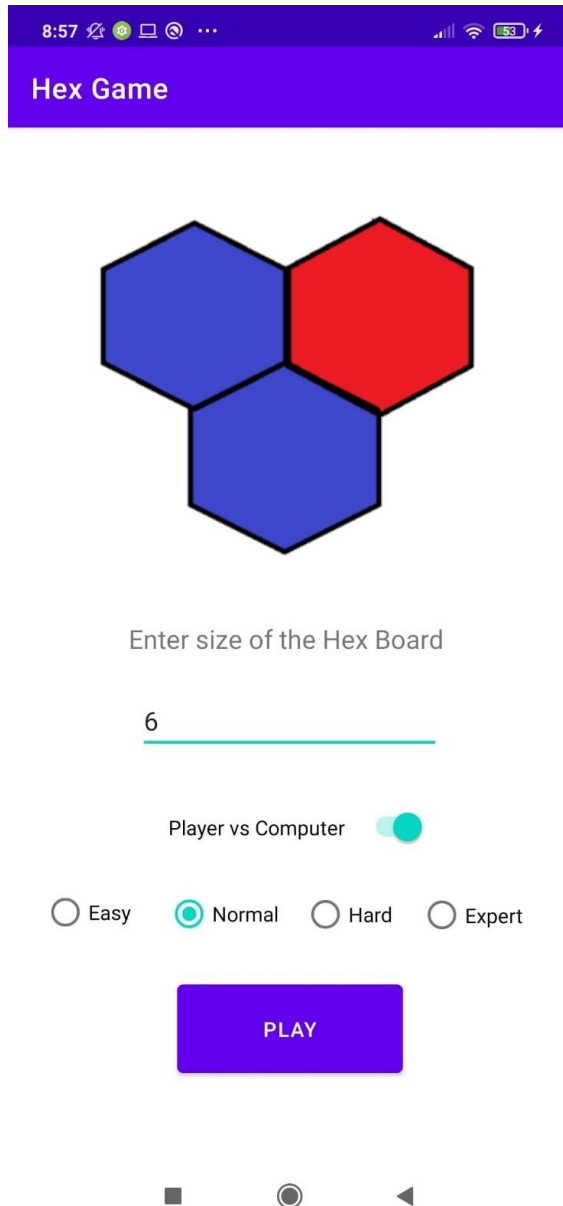 8:57 ... 53
Hex Game
Enter size of the Hex Board
6
Player vs Computer
Easy Normal Hard Expert
PLAY